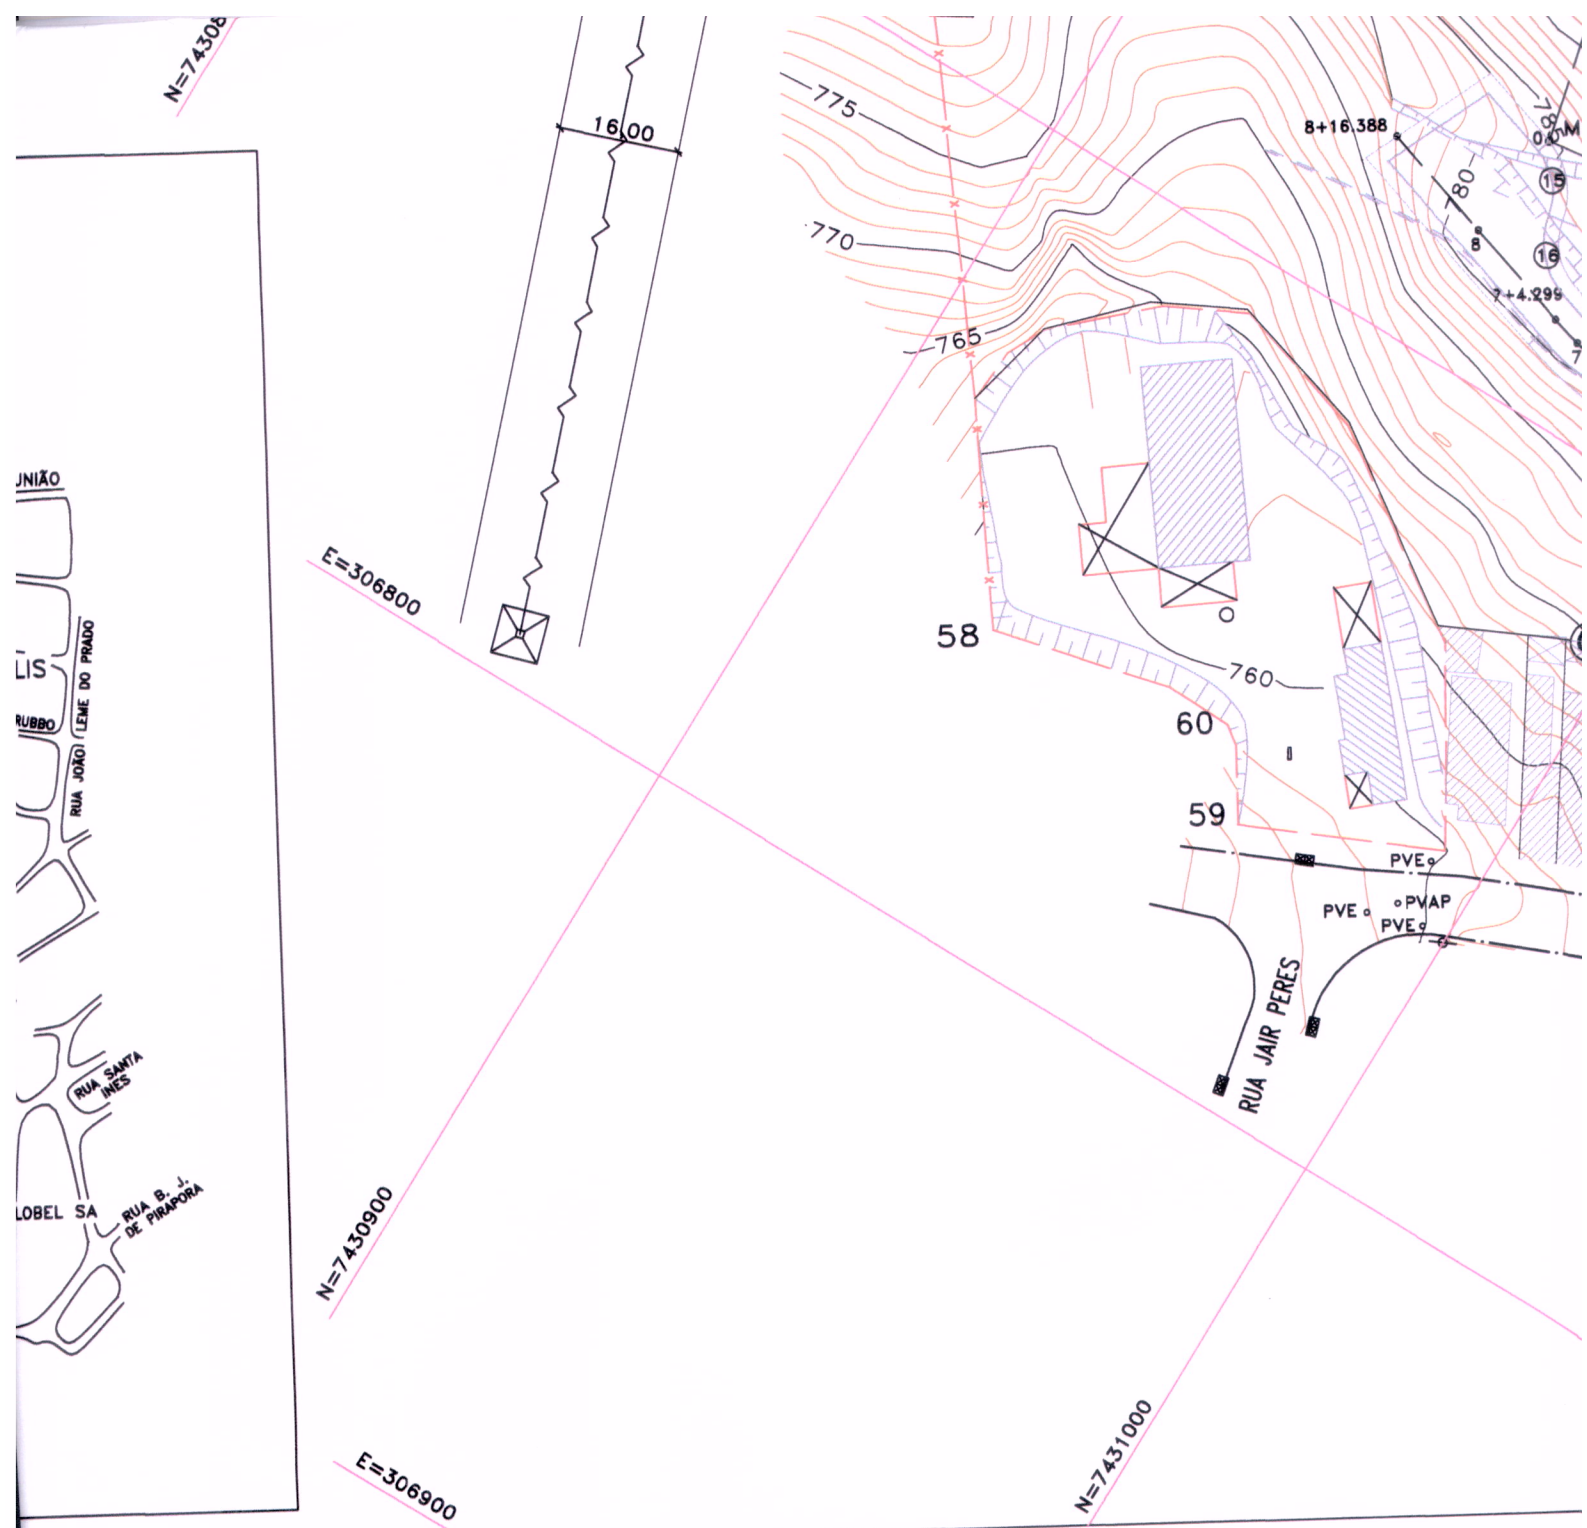 16.00
775
770
765
8+16.388
-780-
15
16
8
7+4.299
7
E=306800
58
760
60
59
PVE
PVAP
PVE
PVE
RUA JAIR PERES
LIS
RUBBO
RUA JOÃO LEME DO PRADO
RUA SANTA
INES
LOBEL SA
RUA B. J.
DE PIRAPORA
N=7430900
N=7431000
E=306900